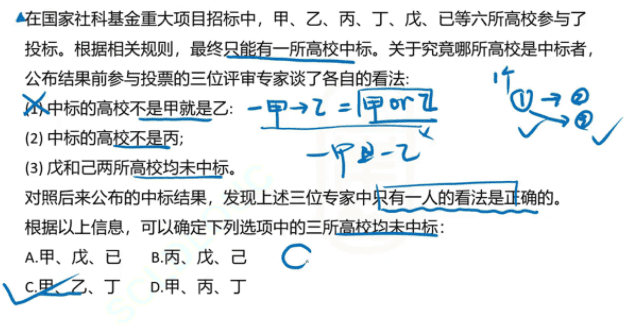 ▲在国家社科基金重大项目招标中，甲、乙、丙、丁、戊、已等六所高校参与了
投标。根据相关规则，最终只能有一所高校中标。关于究竟哪所高校是中标者，
公布结果前参与投票的三位评审专家谈了各自的看法：
1个
(1) 中标的高校不是甲就是乙： 一甲→乙 = 甲 or 乙
① → ②
③
(2) 中标的高校不是丙;
一甲且一乙
(3) 戊和己两所高校均未中标。
对照后来公布的中标结果，发现上述三位专家中只有一人的看法是正确的。
根据以上信息，可以确定下列选项中的三所高校均未中标：
A.甲、戊、已 B.丙、戊、己 C
C.甲、乙、丁 D.甲、丙、丁